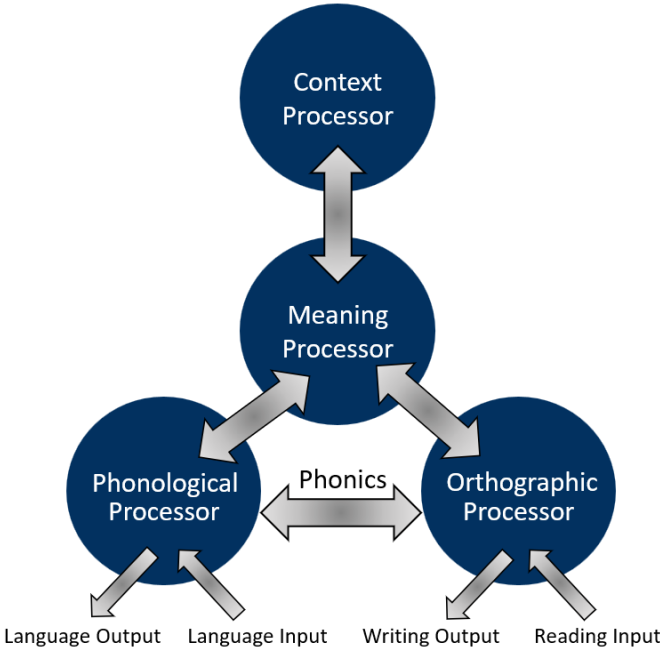 Context
Processor
Meaning
Processor
Phonological
Processor
Phonics
Orthographic
Processor
Language Output
Language Input
Writing Output
Reading Input